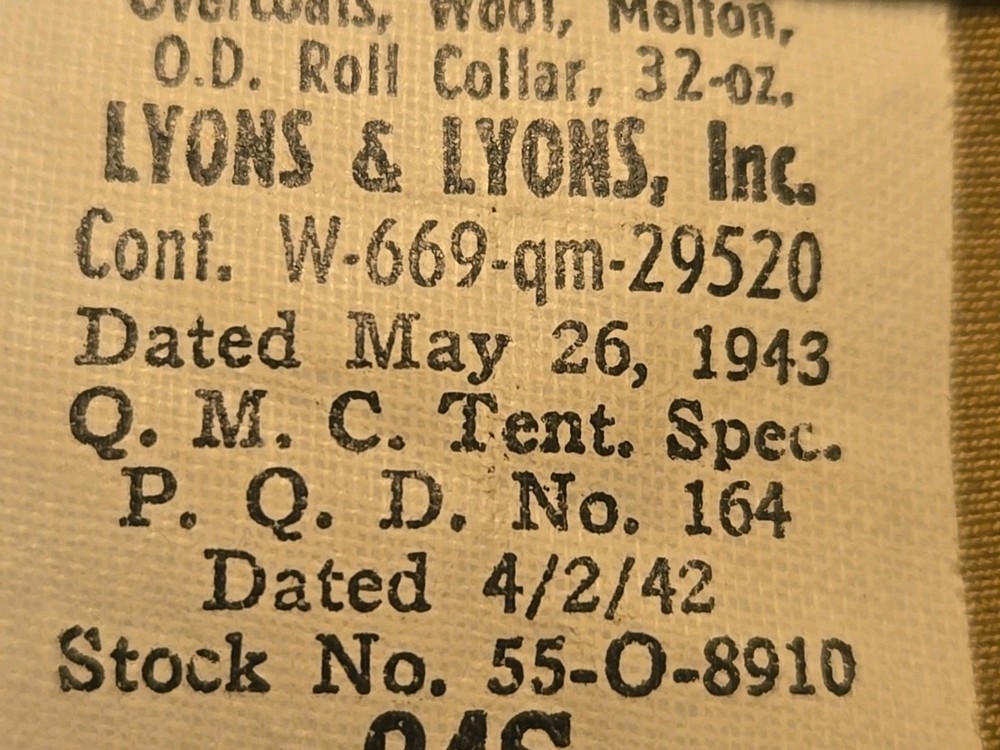 Overcoats, Wool, Melton,
O.D. Roll Collar, 32-oz.
LYONS & LYONS, Inc.
Cont. W-669-qm-29520
Dated May 26, 1943
Q. M. C. Tent. Spec.
P. Q. D. No. 164
Dated 4/2/42
Stock No. 55-O-8910